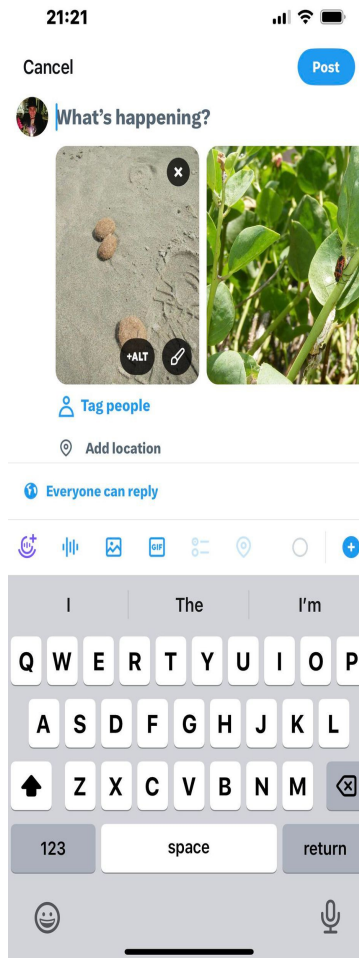 21:21
Cancel
Post
What's happening?
+ALT
Tag people
Add location
Everyone can reply
GIF
I The I'm
Q W E R T Y U I O P
A S D F G H J K L
Z X C V B N M
123 space return